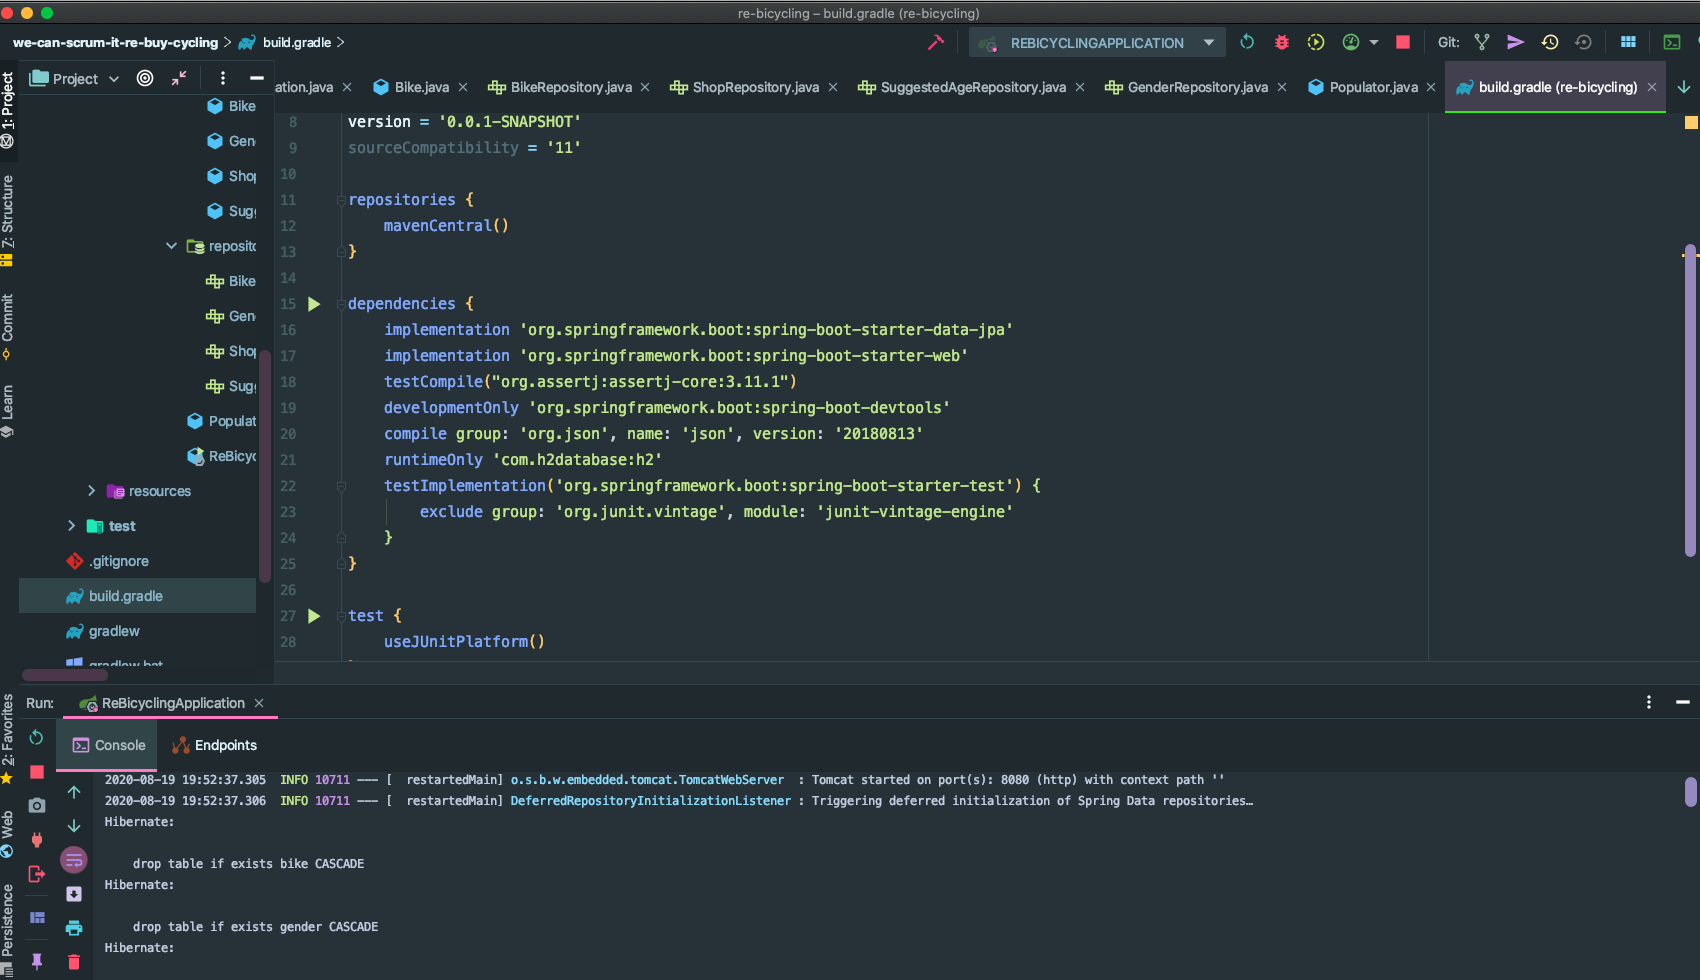 re-bicycling – build.gradle (re-bicycling)
we-can-scrum-it-re-buy-cycling > build.gradle >
REBICYCLINGAPPLICATION
Git:
Project
ation.java
Bike.java
BikeRepository.java
ShopRepository.java
SuggestedAgeRepository.java
GenderRepository.java
Populator.java
build.gradle (re-bicycling)
1: Project
7: Structure
Commit
Learn
2: Favorites
Web
Persistence
Bike
Gen
Shop
Sugg
reposito
Bike
Gen
Shop
Sugg
Populat
ReBicyc
resources
test
.gitignore
build.gradle
gradlew
gradlew.bat
8 version = '0.0.1-SNAPSHOT'
9 sourceCompatibility = '11'
10
11 repositories {
12     mavenCentral()
13 }
14
15 dependencies {
16     implementation 'org.springframework.boot:spring-boot-starter-data-jpa'
17     implementation 'org.springframework.boot:spring-boot-starter-web'
18     testCompile("org.assertj:assertj-core:3.11.1")
19     developmentOnly 'org.springframework.boot:spring-boot-devtools'
20     compile group: 'org.json', name: 'json', version: '20180813'
21     runtimeOnly 'com.h2database:h2'
22     testImplementation('org.springframework.boot:spring-boot-starter-test') {
23         exclude group: 'org.junit.vintage', module: 'junit-vintage-engine'
24     }
25 }
26
27 test {
28     useJUnitPlatform()
Run:
ReBicyclingApplication
Console
Endpoints
2020-08-19 19:52:37.305  INFO 10711 --- [  restartedMain] o.s.b.w.embedded.tomcat.TomcatWebServer  : Tomcat started on port(s): 8080 (http) with context path ''
2020-08-19 19:52:37.306  INFO 10711 --- [  restartedMain] DeferredRepositoryInitializationListener : Triggering deferred initialization of Spring Data repositories…
Hibernate:
drop table if exists bike CASCADE
Hibernate:
drop table if exists gender CASCADE
Hibernate: